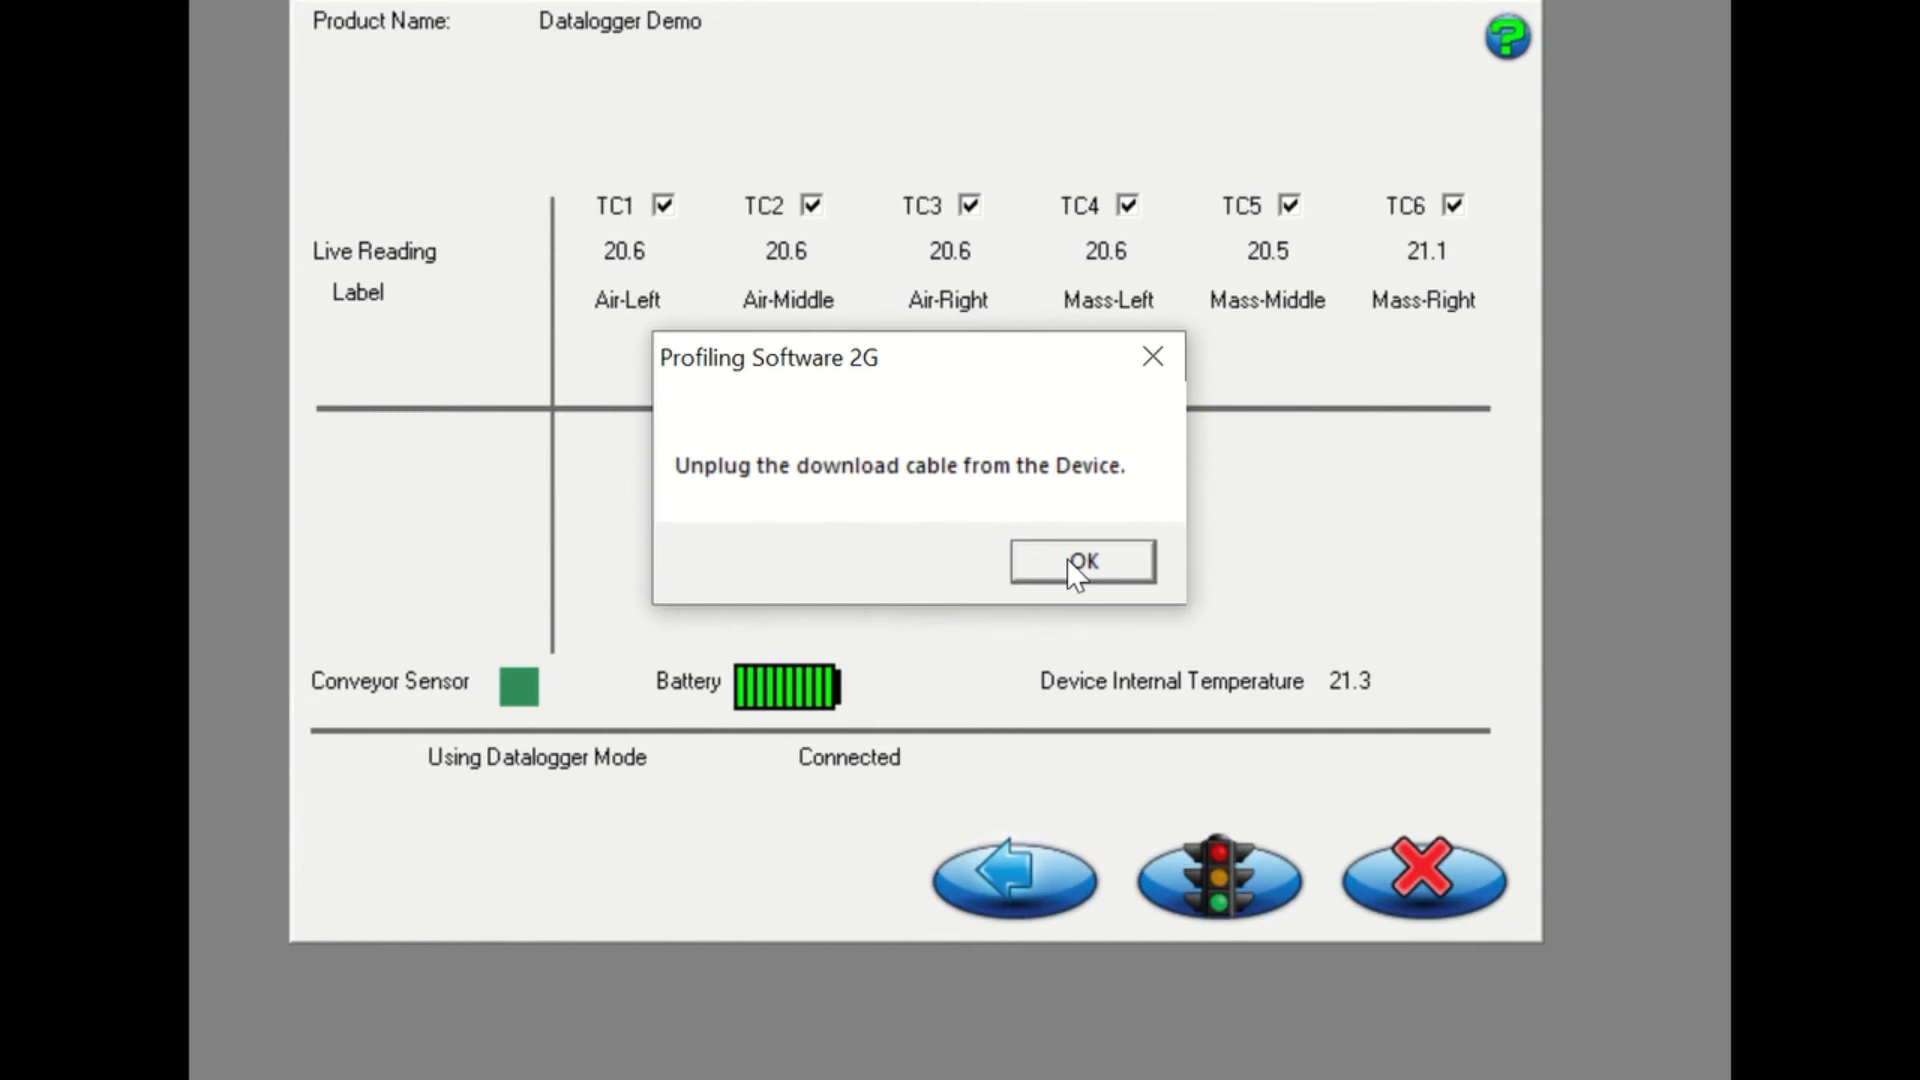 Product Name: Datalogger Demo
?
TC1 TC2 TC3 TC4 TC5 TC6
Live Reading 20.6 20.6 20.6 20.6 20.5 21.1
Label Air-Left Air-Middle Air-Right Mass-Left Mass-Middle Mass-Right
Profiling Software 2G
Unplug the download cable from the Device.
OK
Conveyor Sensor Battery Device Internal Temperature 21.3
Using Datalogger Mode Connected